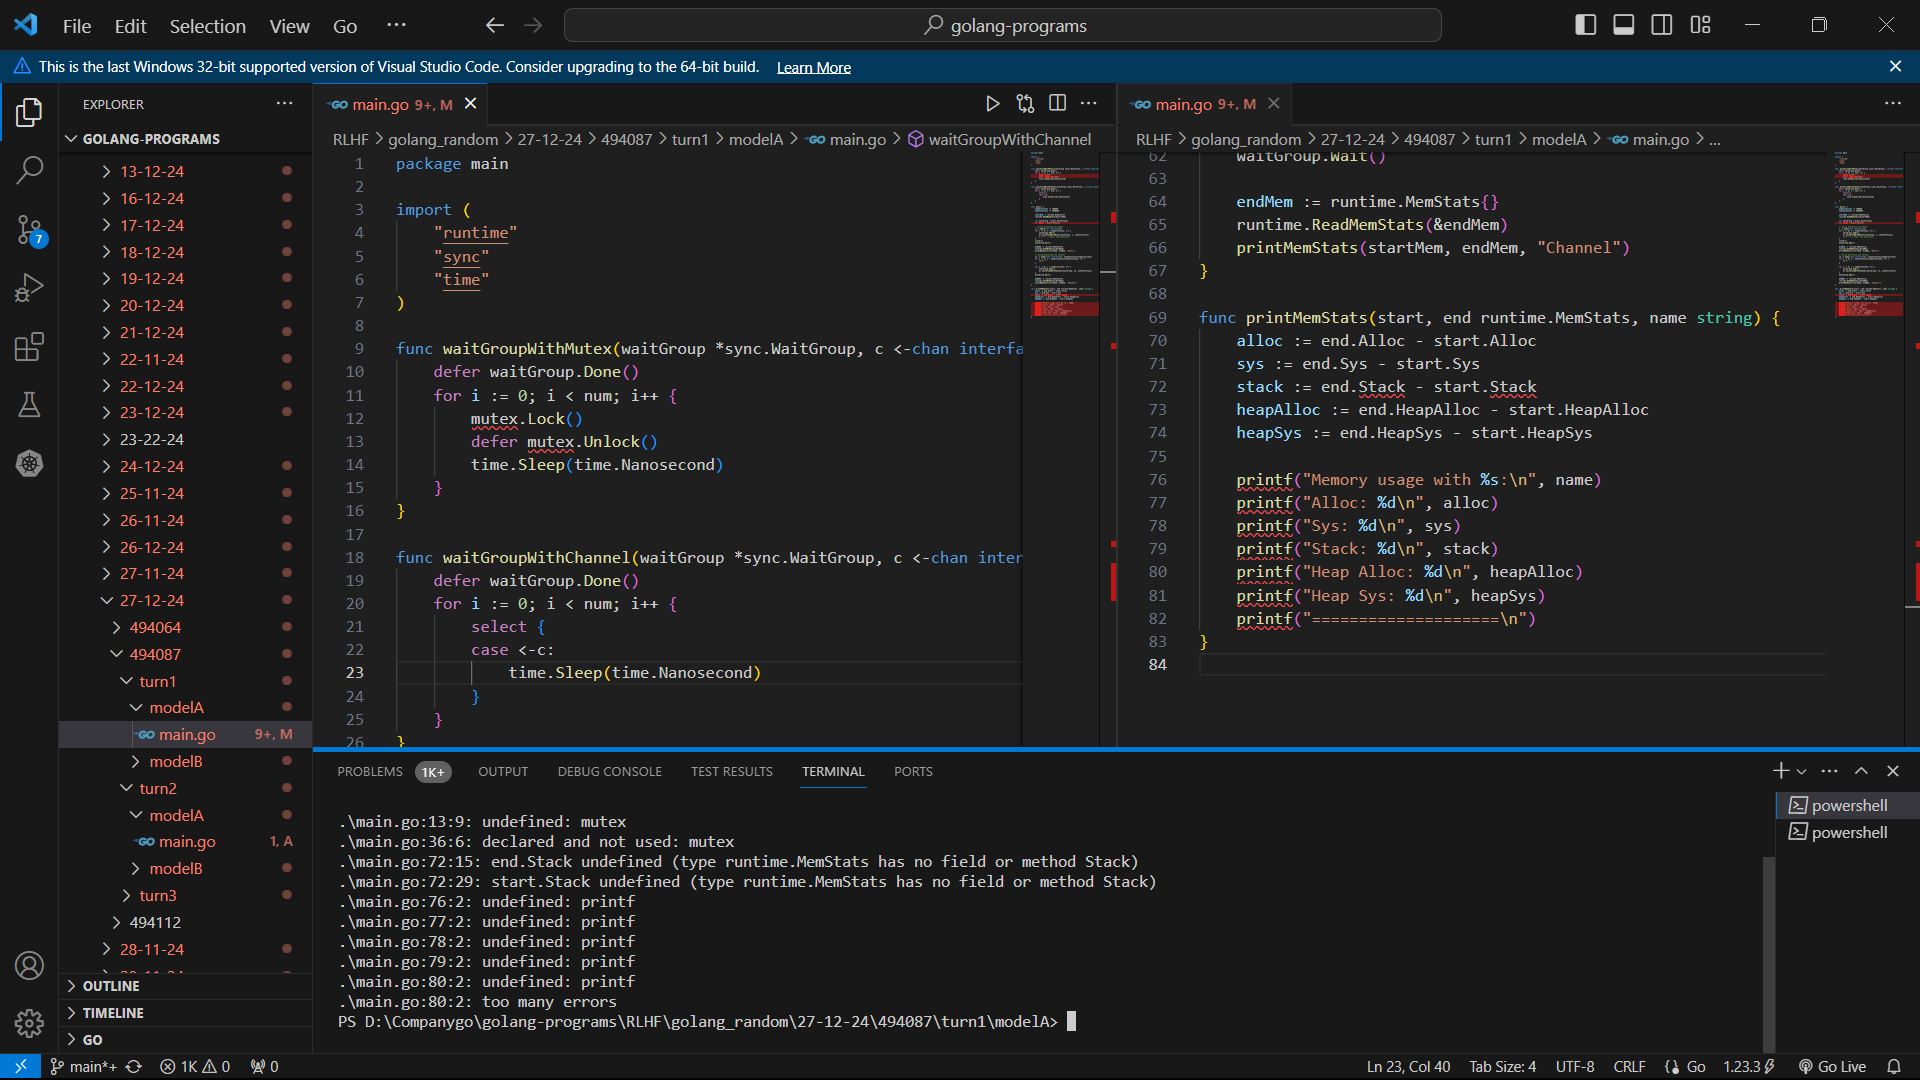 File Edit Selection View Go ···
golang-programs
This is the last Windows 32-bit supported version of Visual Studio Code. Consider upgrading to the 64-bit build. Learn More
EXPLORER
GOLANG-PROGRAMS
13-12-24
16-12-24
17-12-24
18-12-24
19-12-24
20-12-24
21-12-24
22-11-24
22-12-24
23-12-24
23-22-24
24-12-24
25-11-24
26-11-24
26-12-24
27-11-24
27-12-24
494064
494087
turn1
modelA
main.go 9+, M
modelB
turn2
modelA
main.go 1, A
modelB
turn3
494112
28-11-24
OUTLINE
TIMELINE
GO
7
main.go 9+, M
RLHF > golang_random > 27-12-24 > 494087 > turn1 > modelA > main.go > waitGroupWithChannel
1 package main
2
3 import (
4 "runtime"
5 "sync"
6 "time"
7 )
8
9 func waitGroupWithMutex(waitGroup *sync.WaitGroup, c <-chan interfa
10 defer waitGroup.Done()
11 for i := 0; i < num; i++ {
12 mutex.Lock()
13 defer mutex.Unlock()
14 time.Sleep(time.Nanosecond)
15 }
16 }
17
18 func waitGroupWithChannel(waitGroup *sync.WaitGroup, c <-chan inter
19 defer waitGroup.Done()
20 for i := 0; i < num; i++ {
21 select {
22 case <-c:
23 time.Sleep(time.Nanosecond)
24 }
25 }
26 }
main.go 9+, M
RLHF > golang_random > 27-12-24 > 494087 > turn1 > modelA > main.go > ...
62 waitGroup.Wait()
63
64 endMem := runtime.MemStats{}
65 runtime.ReadMemStats(&endMem)
66 printMemStats(startMem, endMem, "Channel")
67 }
68
69 func printMemStats(start, end runtime.MemStats, name string) {
70 alloc := end.Alloc - start.Alloc
71 sys := end.Sys - start.Sys
72 stack := end.Stack - start.Stack
73 heapAlloc := end.HeapAlloc - start.HeapAlloc
74 heapSys := end.HeapSys - start.HeapSys
75
76 printf("Memory usage with %s:\n", name)
77 printf("Alloc: %d\n", alloc)
78 printf("Sys: %d\n", sys)
79 printf("Stack: %d\n", stack)
80 printf("Heap Alloc: %d\n", heapAlloc)
81 printf("Heap Sys: %d\n", heapSys)
82 printf("====================\n")
83 }
84
PROBLEMS 1K+ OUTPUT DEBUG CONSOLE TEST RESULTS TERMINAL PORTS
.\main.go:13:9: undefined: mutex
.\main.go:36:6: declared and not used: mutex
.\main.go:72:15: end.Stack undefined (type runtime.MemStats has no field or method Stack)
.\main.go:72:29: start.Stack undefined (type runtime.MemStats has no field or method Stack)
.\main.go:76:2: undefined: printf
.\main.go:77:2: undefined: printf
.\main.go:78:2: undefined: printf
.\main.go:79:2: undefined: printf
.\main.go:80:2: undefined: printf
.\main.go:80:2: too many errors
PS D:\Companygo\golang-programs\RLHF\golang_random\27-12-24\494087\turn1\modelA>
powershell
powershell
main*+ 1K 0 0 Ln 23, Col 40 Tab Size: 4 UTF-8 CRLF Go 1.23.3 Go Live